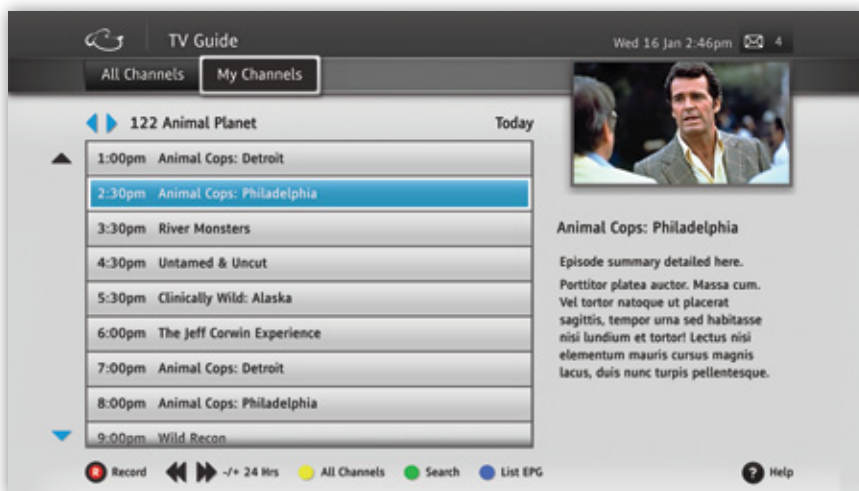 TV Guide
Wed 16 Jan 2:46pm 4
All Channels My Channels
122 Animal Planet Today
1:00pm Animal Cops: Detroit
2:30pm Animal Cops: Philadelphia
3:30pm River Monsters
4:30pm Untamed & Uncut
5:30pm Clinically Wild: Alaska
6:00pm The Jeff Corwin Experience
7:00pm Animal Cops: Detroit
8:00pm Animal Cops: Philadelphia
9:00pm Wild Recon
Animal Cops: Philadelphia
Episode summary detailed here.
Porttitor platea auctor. Massa cum.
Vel tortor natoque ut placerat
sagittis, tempor urna sed habitasse
nisi lundium et tortor! Lectus nisi
elementum mauris cursus magnis
lacus, duis nunc turpis pellentesque.
R Record -/+ 24 Hrs All Channels Search List EPG ? Help